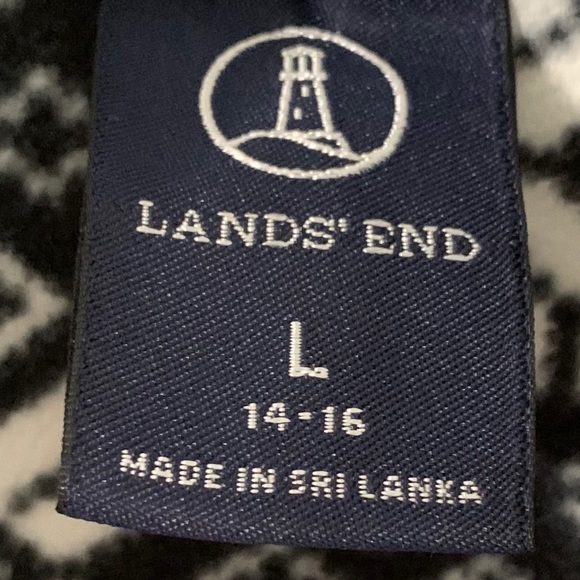 LANDS' END
L
14-16
MADE IN SRI LANKA